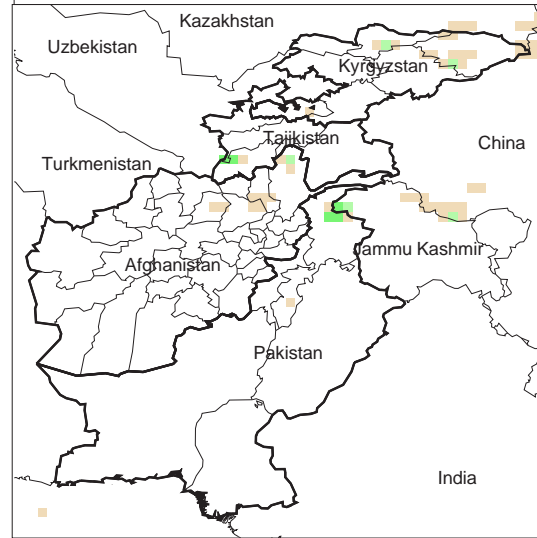 Kazakhstan
Uzbekistan
Kyrgyzstan
Tajikistan
China
Turkmenistan
Jammu Kashmir
Afghanistan
Pakistan
India